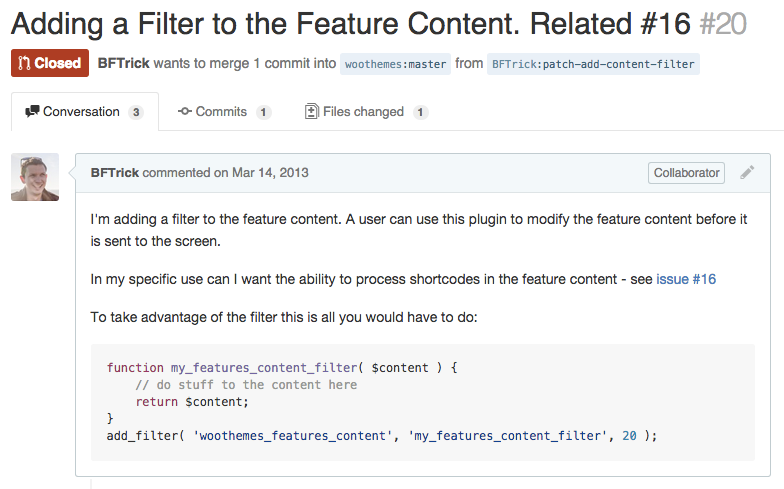 Adding a Filter to the Feature Content. Related #16 #20
Closed BFTrick wants to merge 1 commit into woothemes:master from BFTrick:patch-add-content-filter
Conversation 3 Commits 1 Files changed 1
BFTrick commented on Mar 14, 2013 Collaborator
I'm adding a filter to the feature content. A user can use this plugin to modify the feature content before it
is sent to the screen.
In my specific use can I want the ability to process shortcodes in the feature content - see issue #16
To take advantage of the filter this is all you would have to do:
function my_features_content_filter( $content ) {
    // do stuff to the content here
    return $content;
}
add_filter( 'woothemes_features_content', 'my_features_content_filter', 20 );